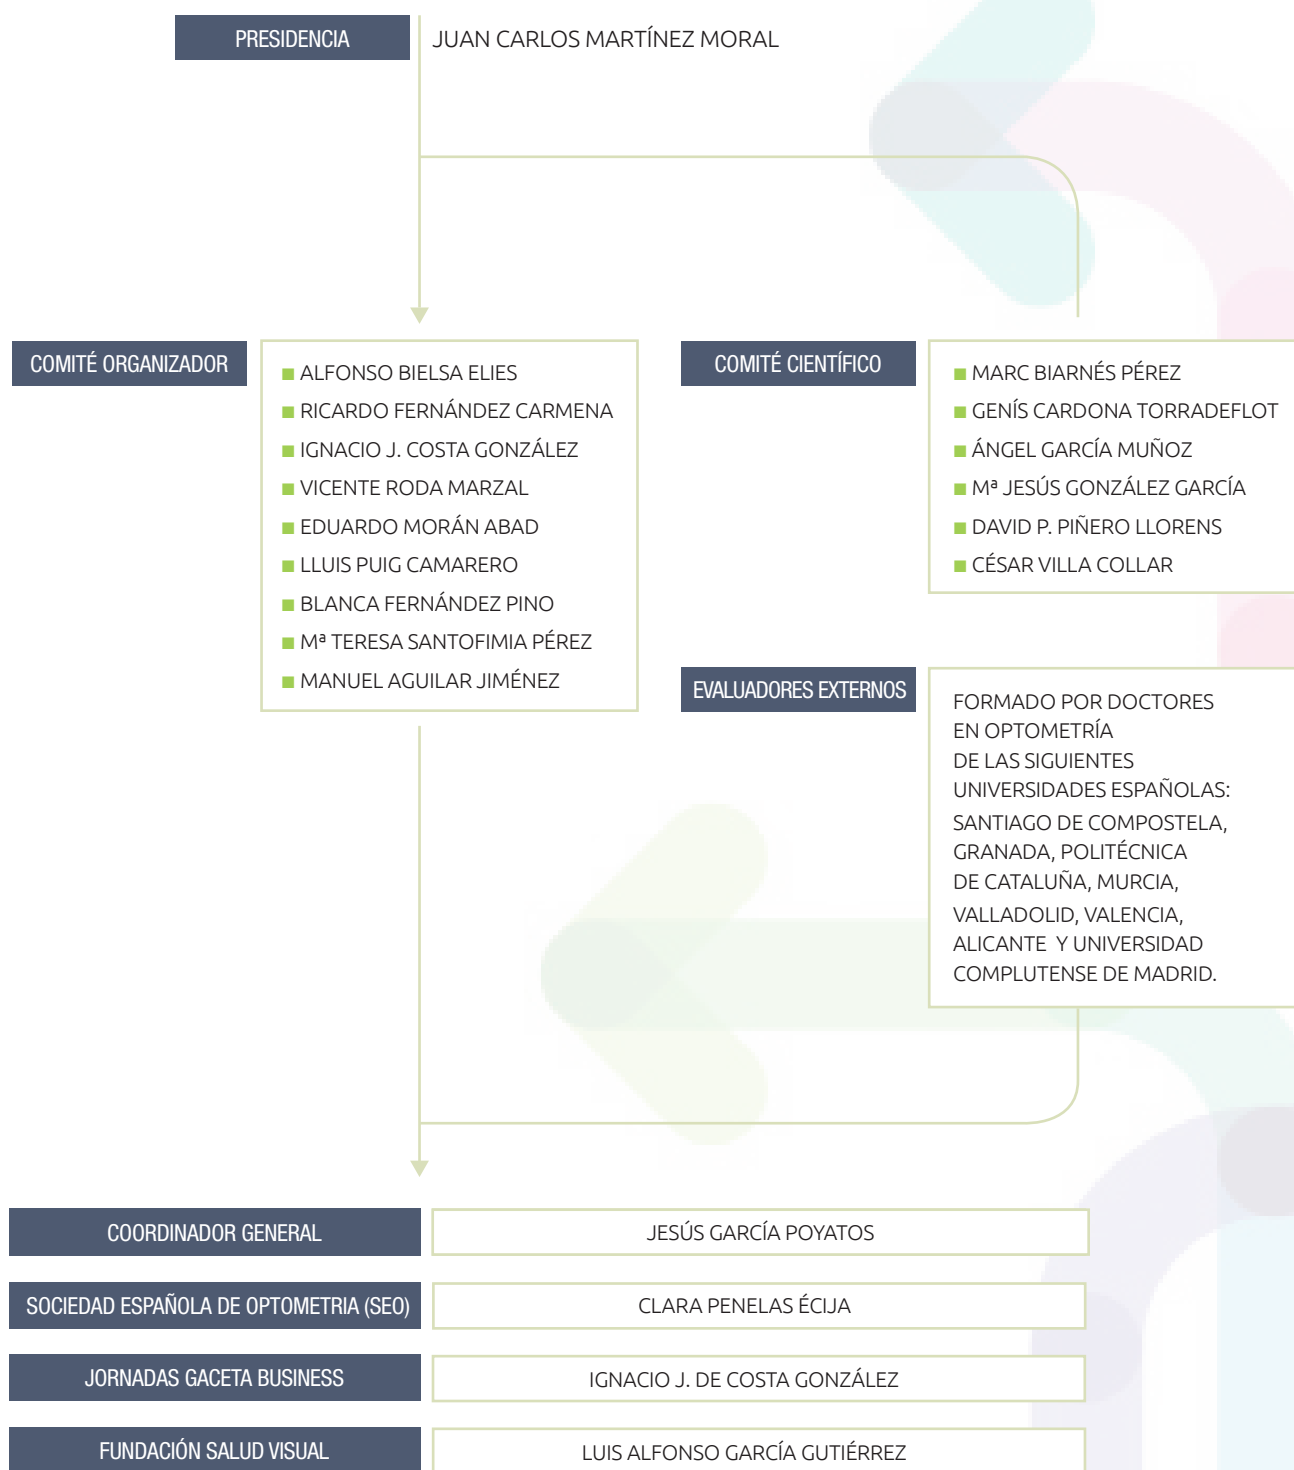 PRESIDENCIA
JUAN CARLOS MARTÍNEZ MORAL
COMITÉ ORGANIZADOR
ALFONSO BIELSA ELIES
RICARDO FERNÁNDEZ CARMENA
IGNACIO J. COSTA GONZÁLEZ
VICENTE RODA MARZAL
EDUARDO MORÁN ABAD
LLUIS PUIG CAMARERO
BLANCA FERNÁNDEZ PINO
Mª TERESA SANTOFIMIA PÉREZ
MANUEL AGUILAR JIMÉNEZ
COMITÉ CIENTÍFICO
MARC BIARNÉS PÉREZ
GENÍS CARDONA TORRADEFLOT
ÁNGEL GARCÍA MUÑOZ
Mª JESÚS GONZÁLEZ GARCÍA
DAVID P. PIÑERO LLORENS
CÉSAR VILLA COLLAR
EVALUADORES EXTERNOS
FORMADO POR DOCTORES
EN OPTOMETRÍA
DE LAS SIGUIENTES
UNIVERSIDADES ESPAÑOLAS:
SANTIAGO DE COMPOSTELA,
GRANADA, POLITÉCNICA
DE CATALUÑA, MURCIA,
VALLADOLID, VALENCIA,
ALICANTE Y UNIVERSIDAD
COMPLUTENSE DE MADRID.
COORDINADOR GENERAL
JESÚS GARCÍA POYATOS
SOCIEDAD ESPAÑOLA DE OPTOMETRIA (SEO)
CLARA PENELAS ÉCIJA
JORNADAS GACETA BUSINESS
IGNACIO J. DE COSTA GONZÁLEZ
FUNDACIÓN SALUD VISUAL
LUIS ALFONSO GARCÍA GUTIÉRREZ